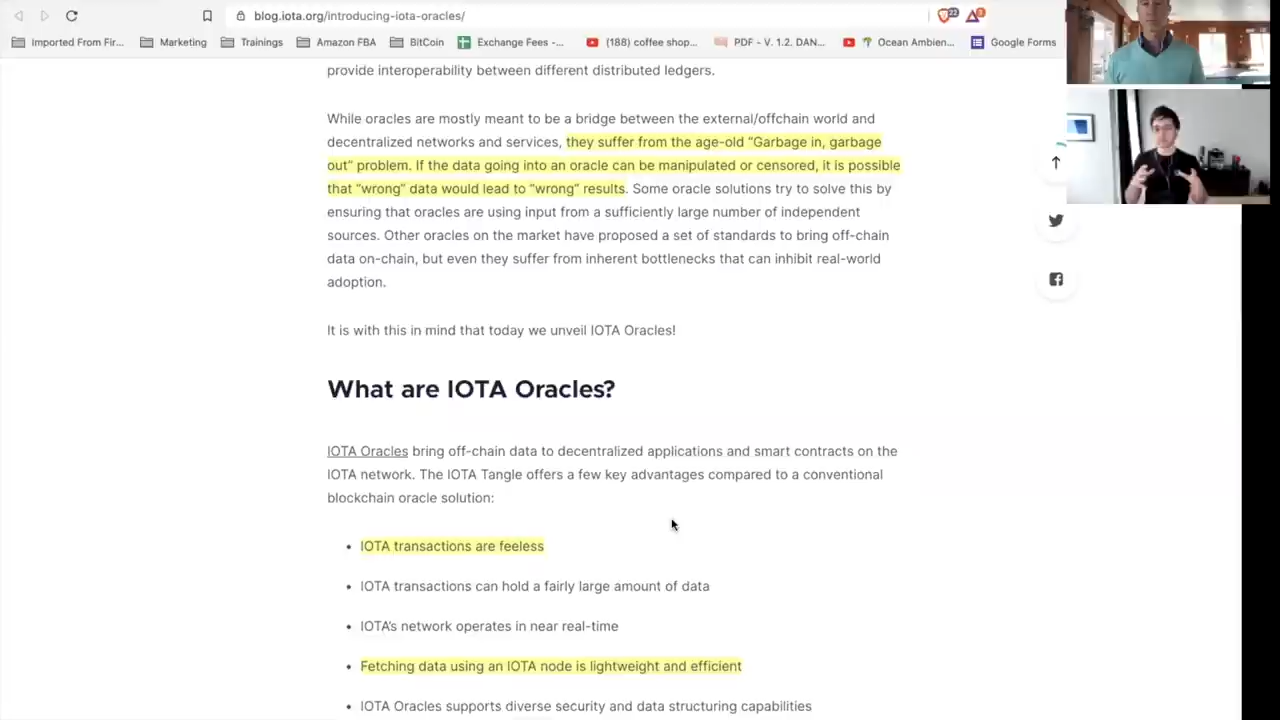 blog.iota.org/introducing-iota-oracles/
22
Imported From Fir...
Marketing
Trainings
Amazon FBA
BitCoin
Exchange Fees -...
(188) coffee shop...
PDF - V. 1.2. DAN...
Ocean Ambien...
Google Forms
provide interoperability between different distributed ledgers.
While oracles are mostly meant to be a bridge between the external/offchain world and
decentralized networks and services, they suffer from the age-old “Garbage in, garbage
out” problem. If the data going into an oracle can be manipulated or censored, it is possible
that “wrong” data would lead to “wrong” results. Some oracle solutions try to solve this by
ensuring that oracles are using input from a sufficiently large number of independent
sources. Other oracles on the market have proposed a set of standards to bring off-chain
data on-chain, but even they suffer from inherent bottlenecks that can inhibit real-world
adoption.
It is with this in mind that today we unveil IOTA Oracles!
What are IOTA Oracles?
IOTA Oracles bring off-chain data to decentralized applications and smart contracts on the
IOTA network. The IOTA Tangle offers a few key advantages compared to a conventional
blockchain oracle solution:
• IOTA transactions are feeless
• IOTA transactions can hold a fairly large amount of data
• IOTA’s network operates in near real-time
• Fetching data using an IOTA node is lightweight and efficient
• IOTA Oracles supports diverse security and data structuring capabilities